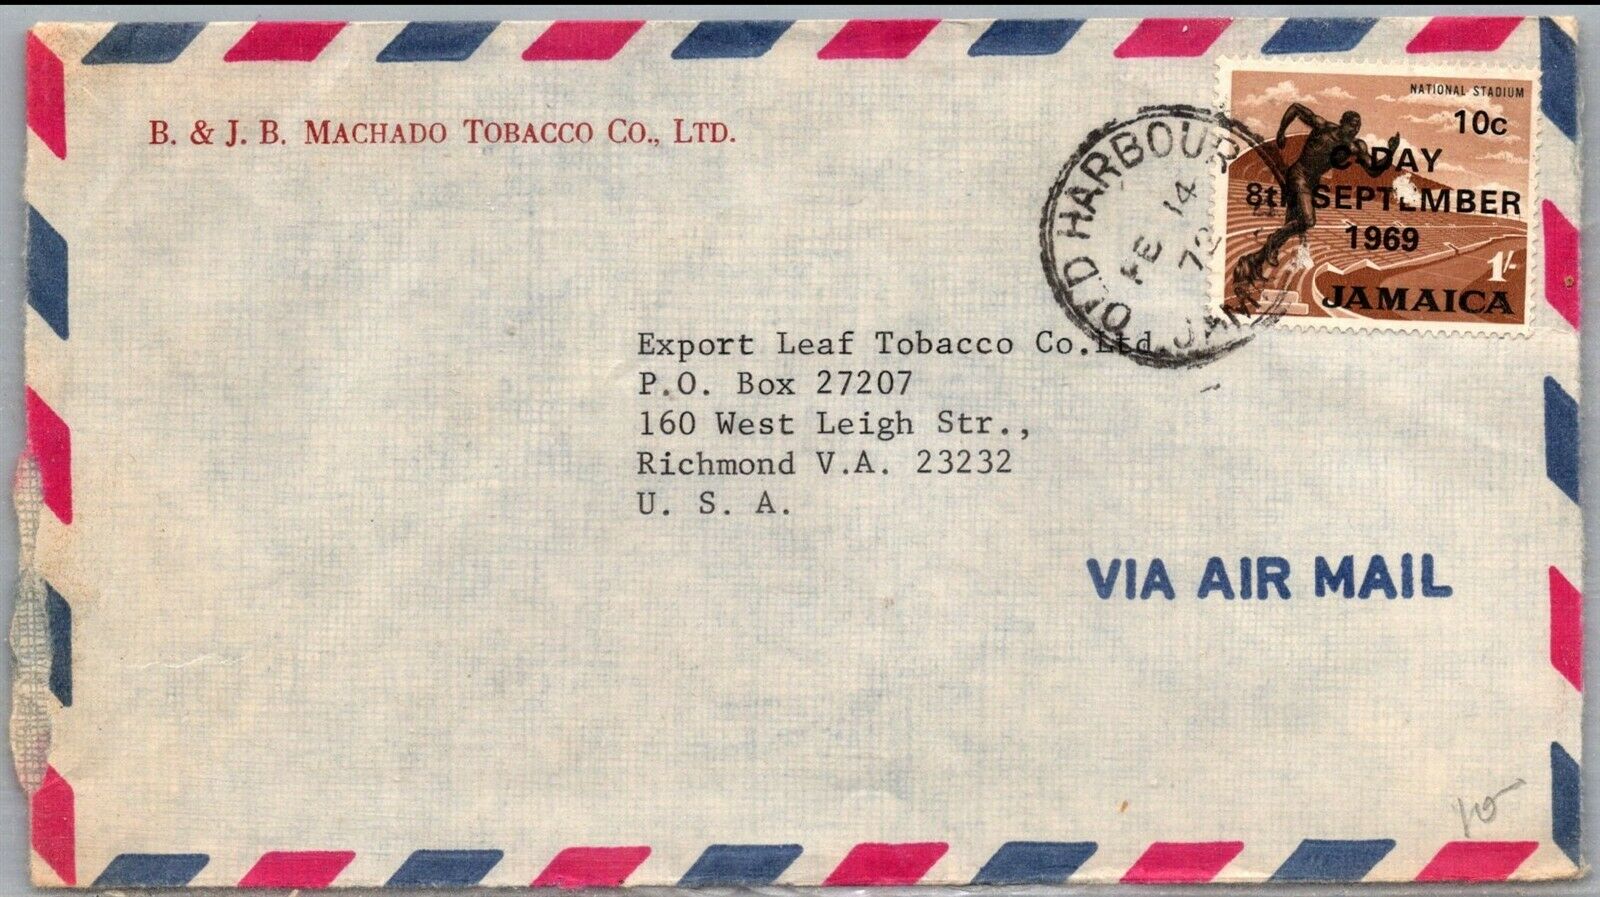 B. & J. B. MACHADO TOBACCO CO., LTD.
NATIONAL STADIUM
10c
C-DAY
8th SEPTEMBER
1969
1/-
JAMAICA
OLD HARBOUR
FE 14
72
JAMAICA
Export Leaf Tobacco Co.Ltd
P.O. Box 27207
160 West Leigh Str.,
Richmond V.A. 23232
U. S. A.
VIA AIR MAIL